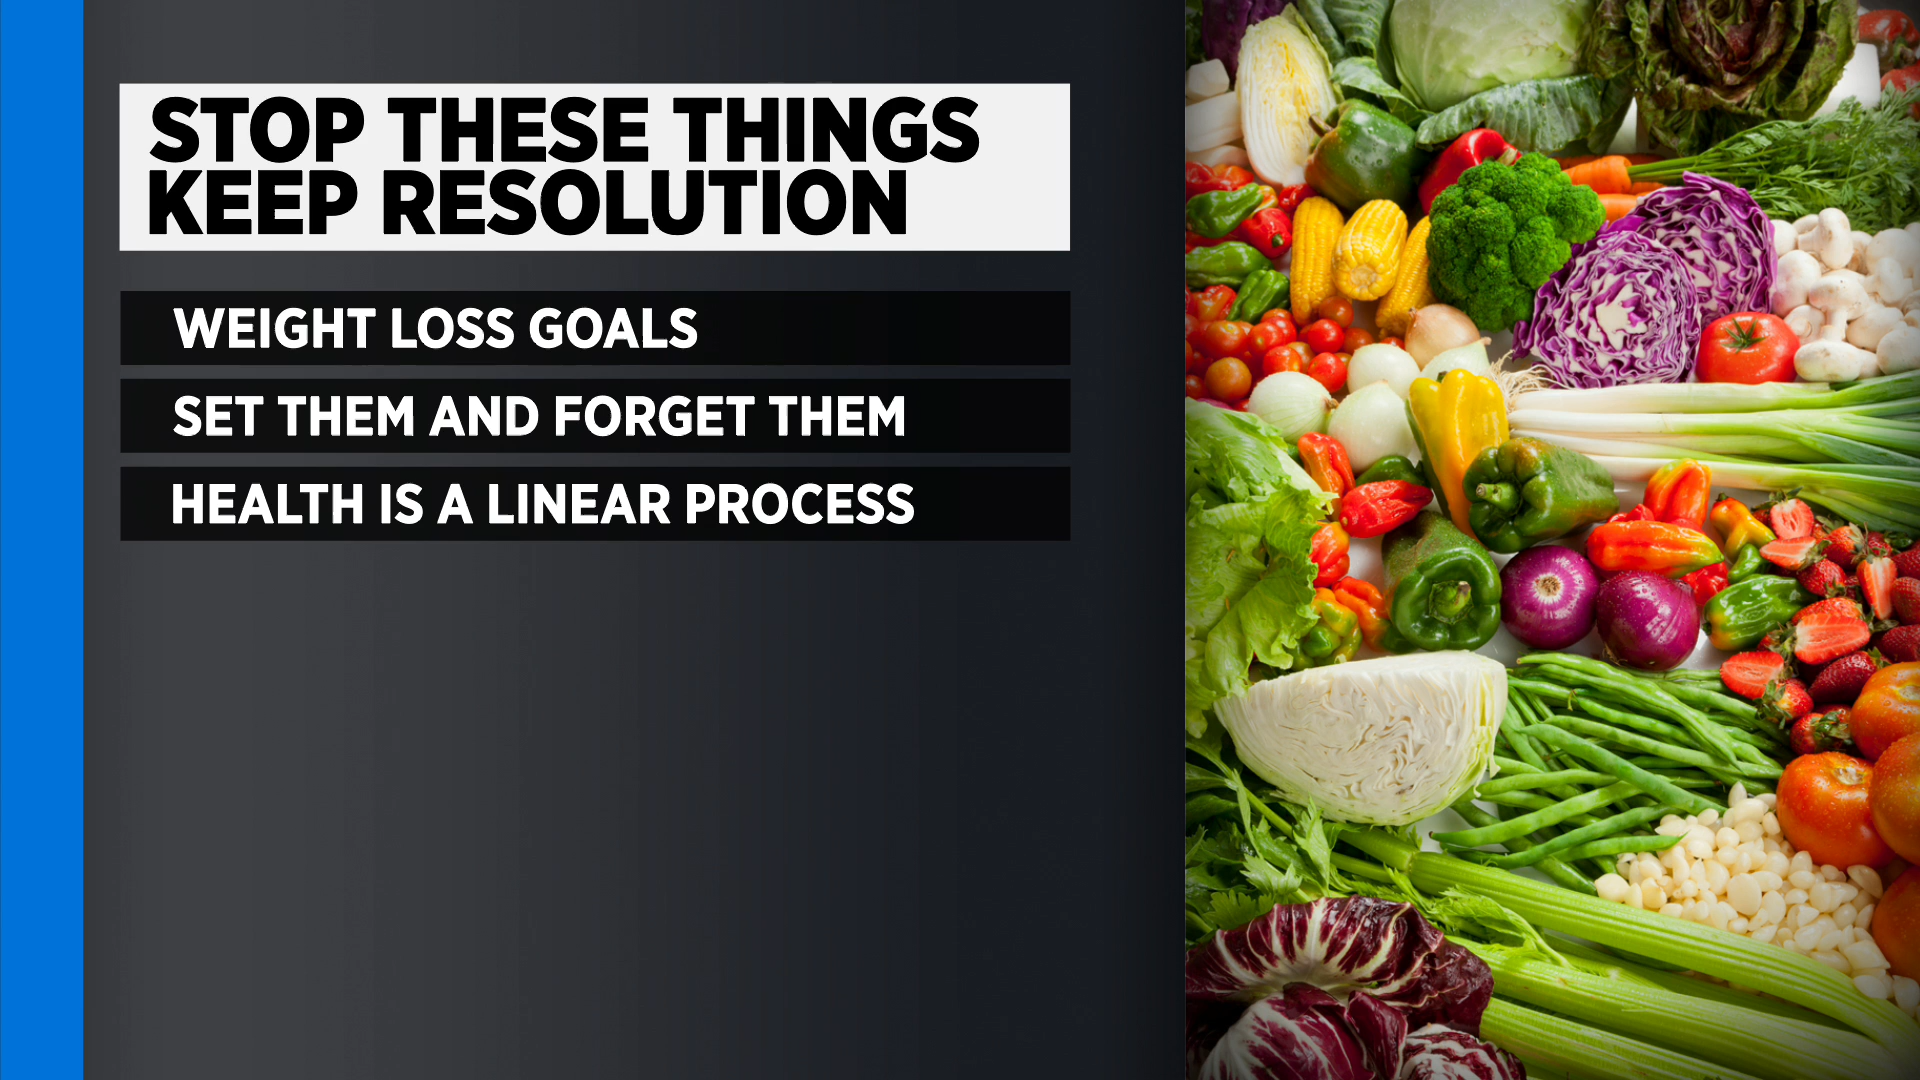 STOP THESE THINGS
KEEP RESOLUTION
WEIGHT LOSS GOALS
SET THEM AND FORGET THEM
HEALTH IS A LINEAR PROCESS